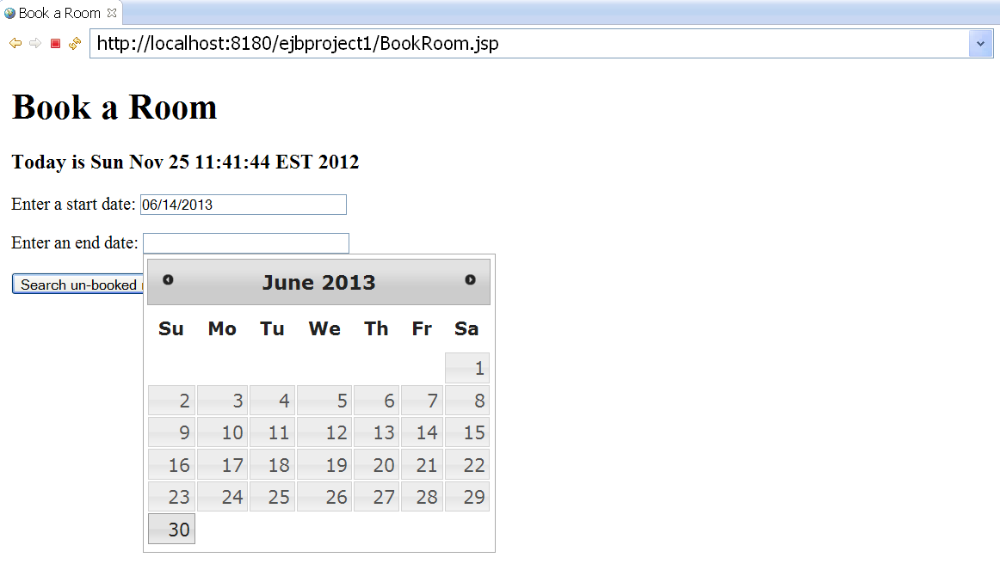 Book a Room
http://localhost:8180/ejbproject1/BookRoom.jsp
Book a Room
Today is Sun Nov 25 11:41:44 EST 2012
Enter a start date: 06/14/2013
Enter an end date:
Search un-booked
June 2013
Su Mo Tu We Th Fr Sa
1
2 3 4 5 6 7 8
9 10 11 12 13 14 15
16 17 18 19 20 21 22
23 24 25 26 27 28 29
30